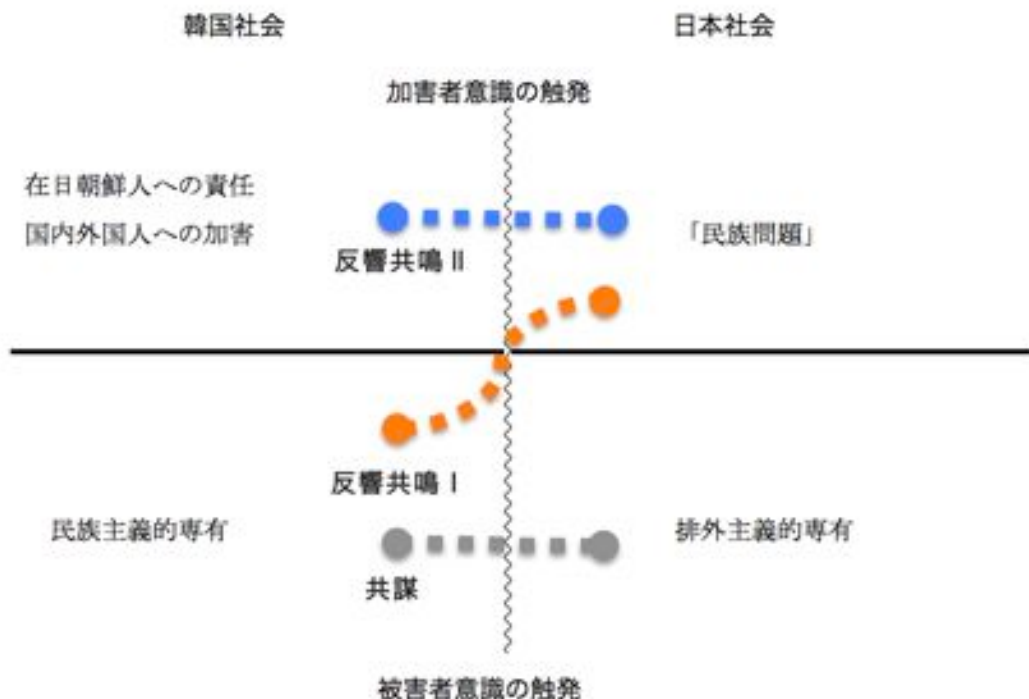 韓国社会
日本社会
加害者意識の触発
在日朝鮮人への責任
国内外国人への加害
「民族問題」
反響共鳴Ⅱ
反響共鳴Ⅰ
民族主義的専有
排外主義的専有
共謀
被害者意識の触発